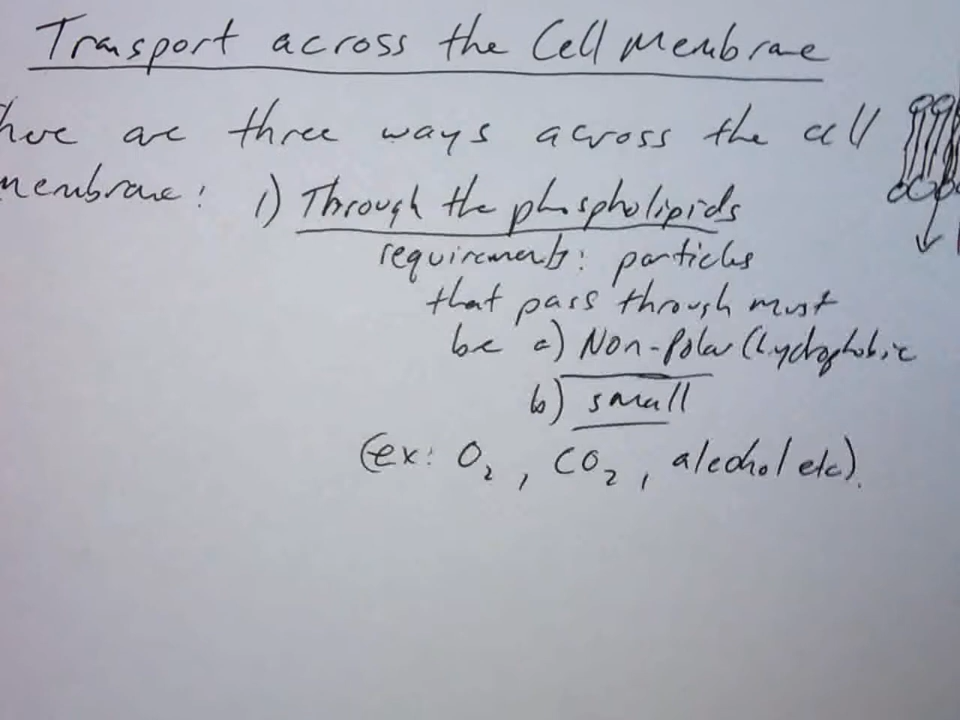 Transport across the Cell Membrane
here are three ways across the cell
membrane: 1) Through the phospholipids
requirements: particles
that pass through must
be a) Non-Polar (hydrophobic
b) small
(ex: O2, CO2, alcohol etc).